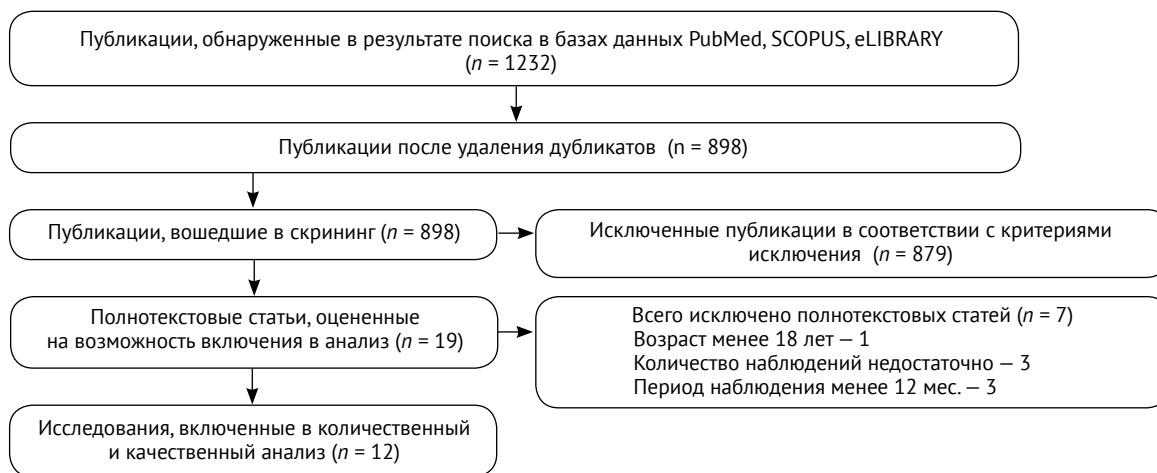 Публикации, обнаруженные в результате поиска в базах данных PubMed, SCOPUS, eLIBRARY
(n = 1232)
Публикации после удаления дубликатов (n = 898)
Публикации, вошедшие в скрининг (n = 898)
Исключенные публикации в соответствии с критериями
исключения (n = 879)
Полнотекстовые статьи, оцененные
на возможность включения в анализ (n = 19)
Всего исключено полнотекстовых статей (n = 7)
Возраст менее 18 лет — 1
Количество наблюдений недостаточно — 3
Период наблюдения менее 12 мес. — 3
Исследования, включенные в количественный
и качественный анализ (n = 12)